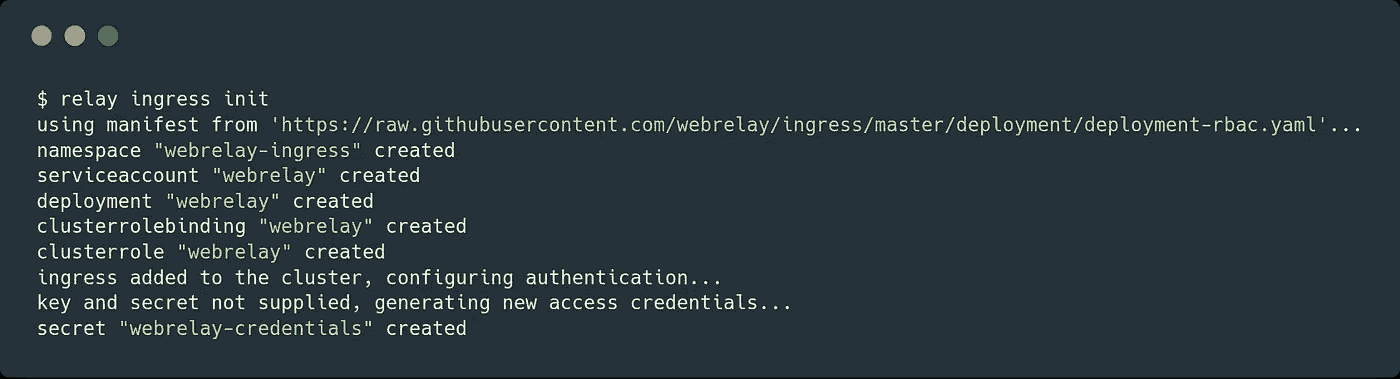 $ relay ingress init
using manifest from 'https://raw.githubusercontent.com/webrelay/ingress/master/deployment/deployment-rbac.yaml'...
namespace "webrelay-ingress" created
serviceaccount "webrelay" created
deployment "webrelay" created
clusterrolebinding "webrelay" created
clusterrole "webrelay" created
ingress added to the cluster, configuring authentication...
key and secret not supplied, generating new access credentials...
secret "webrelay-credentials" created